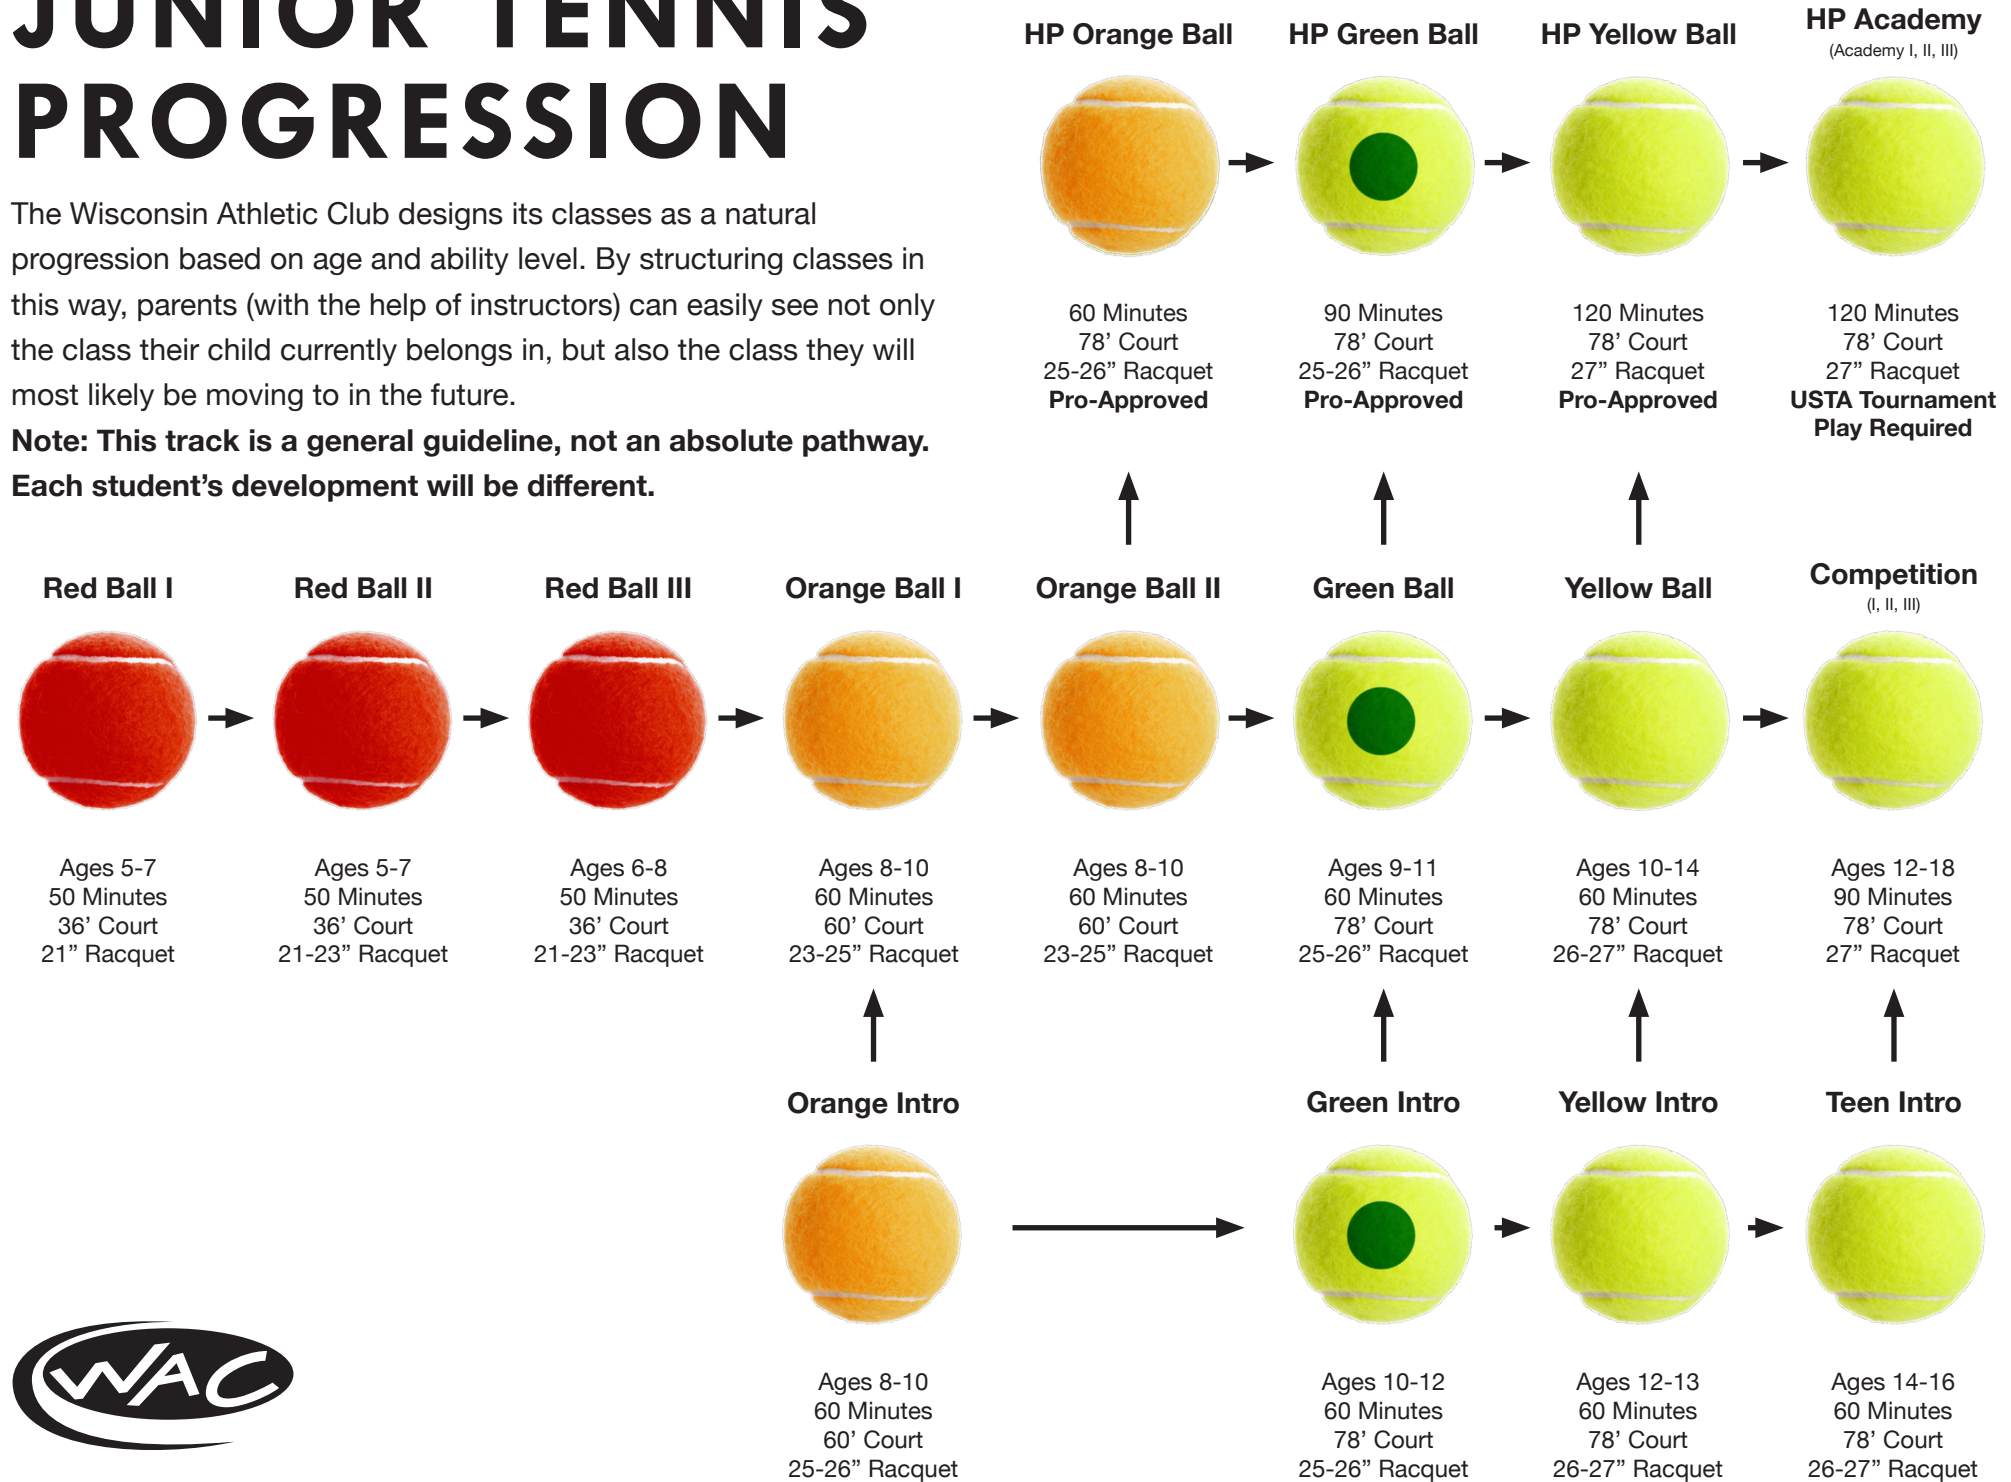 JUNIOR TENNIS
PROGRESSION
The Wisconsin Athletic Club designs its classes as a natural
progression based on age and ability level. By structuring classes in
this way, parents (with the help of instructors) can easily see not only
the class their child currently belongs in, but also the class they will
most likely be moving to in the future.
Note: This track is a general guideline, not an absolute pathway.
Each student’s development will be different.
HP Orange Ball
60 Minutes
78’ Court
25-26” Racquet
Pro-Approved
HP Green Ball
90 Minutes
78’ Court
25-26” Racquet
Pro-Approved
HP Yellow Ball
120 Minutes
78’ Court
27” Racquet
Pro-Approved
HP Academy
(Academy I, II, III)
120 Minutes
78’ Court
27” Racquet
USTA Tournament
Play Required
Red Ball I
Ages 5-7
50 Minutes
36’ Court
21” Racquet
Red Ball II
Ages 5-7
50 Minutes
36’ Court
21-23” Racquet
Red Ball III
Ages 6-8
50 Minutes
36’ Court
21-23” Racquet
Orange Ball I
Ages 8-10
60 Minutes
60’ Court
23-25” Racquet
Orange Ball II
Ages 8-10
60 Minutes
60’ Court
23-25” Racquet
Green Ball
Ages 9-11
60 Minutes
78’ Court
25-26” Racquet
Yellow Ball
Ages 10-14
60 Minutes
78’ Court
26-27” Racquet
Competition
(I, II, III)
Ages 12-18
90 Minutes
78’ Court
27” Racquet
Orange Intro
Ages 8-10
60 Minutes
60’ Court
25-26” Racquet
Green Intro
Ages 10-12
60 Minutes
78’ Court
25-26” Racquet
Yellow Intro
Ages 12-13
60 Minutes
78’ Court
26-27” Racquet
Teen Intro
Ages 14-16
60 Minutes
78’ Court
26-27” Racquet
WAC